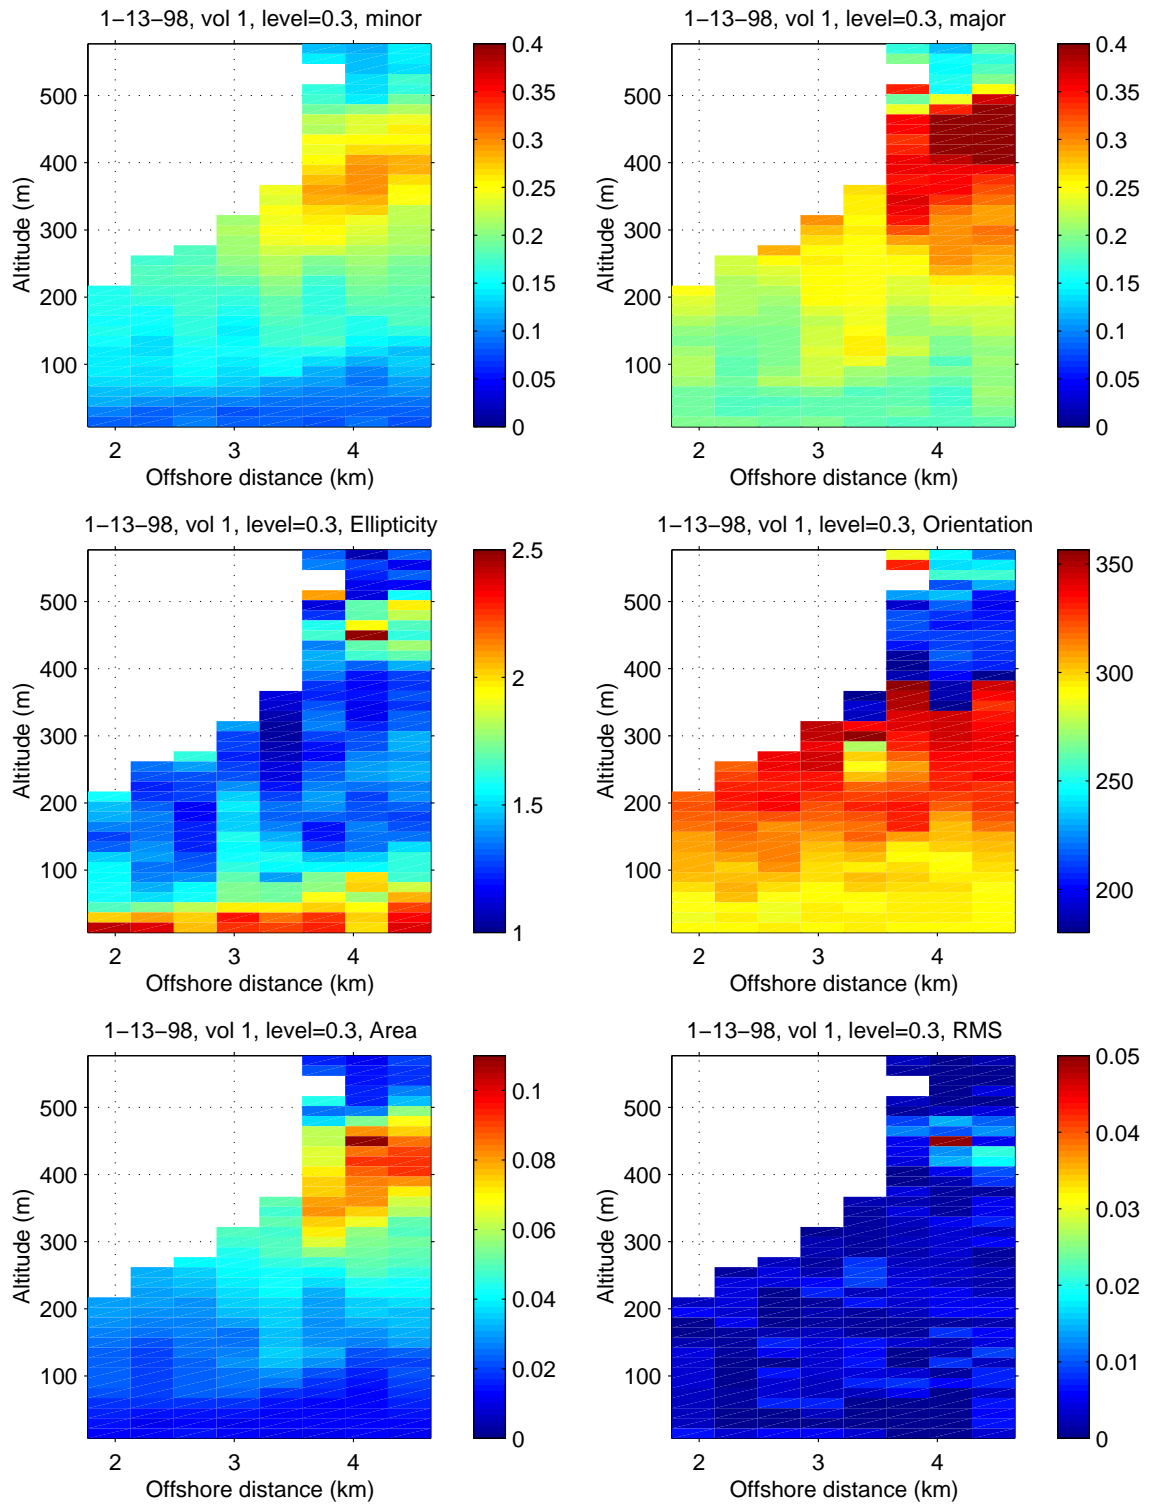 1−13−98, vol 1, level=0.3, minor
500
400
300
200
100
Altitude (m)
2 3 4
Offshore distance (km)
0.4
0.35
0.3
0.25
0.2
0.15
0.1
0.05
0
1−13−98, vol 1, level=0.3, major
500
400
300
200
100
Altitude (m)
2 3 4
Offshore distance (km)
0.4
0.35
0.3
0.25
0.2
0.15
0.1
0.05
0
1−13−98, vol 1, level=0.3, Ellipticity
500
400
300
200
100
Altitude (m)
2 3 4
Offshore distance (km)
2.5
2
1.5
1
1−13−98, vol 1, level=0.3, Orientation
500
400
300
200
100
Altitude (m)
2 3 4
Offshore distance (km)
350
300
250
200
1−13−98, vol 1, level=0.3, Area
500
400
300
200
100
Altitude (m)
2 3 4
Offshore distance (km)
0.1
0.08
0.06
0.04
0.02
0
1−13−98, vol 1, level=0.3, RMS
500
400
300
200
100
Altitude (m)
2 3 4
Offshore distance (km)
0.05
0.04
0.03
0.02
0.01
0